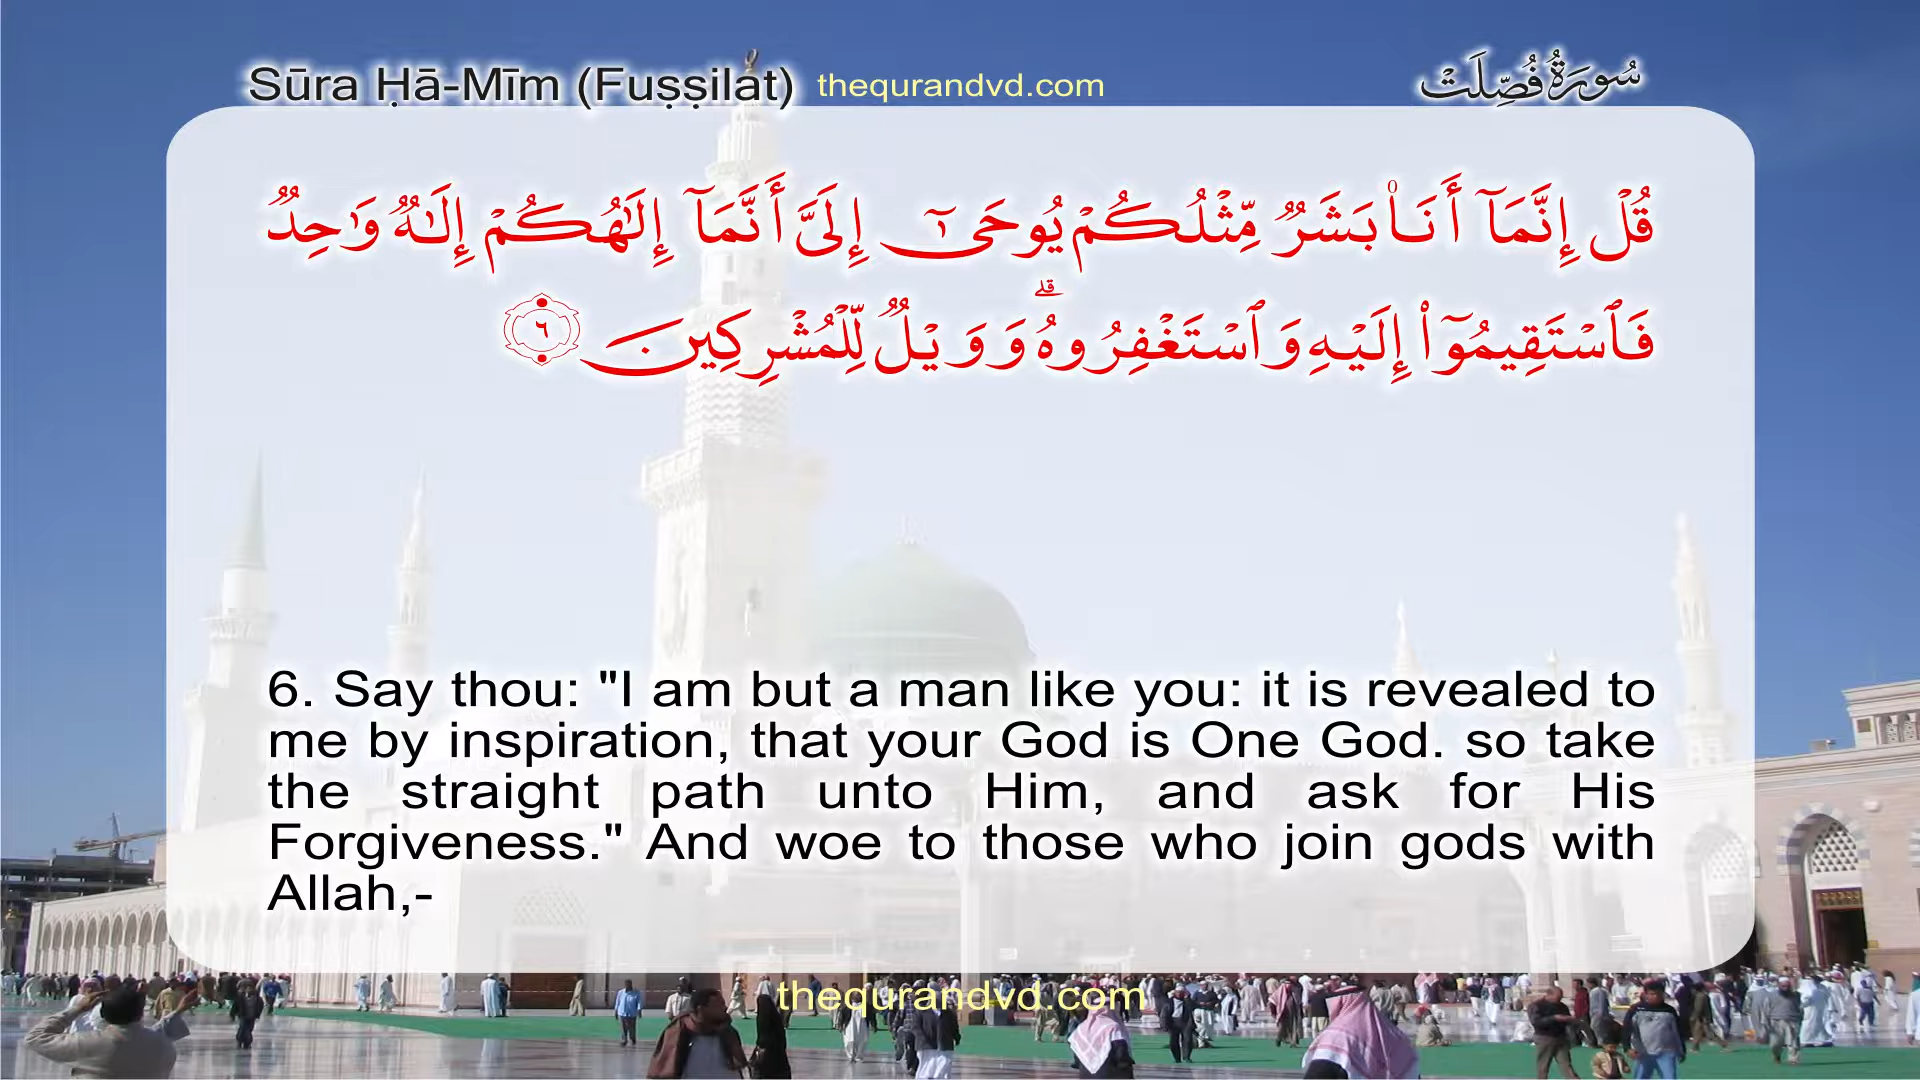 Sūra Ḥā-Mīm (Fuṣṣilat) thequrandvd.com سُورَةُ فُصِّلَتْ
قُلْ إِنَّمَآ أَنَا۠ بَشَرٌ مِّثْلُكُمْ يُوحَىٰٓ إِلَىَّ أَنَّمَآ إِلَـٰهُكُمْ إِلَـٰهٌ وَٰحِدٌ
فَٱسْتَقِيمُوٓا۟ إِلَيْهِ وَٱسْتَغْفِرُوهُ ۗ وَوَيْلٌ لِّلْمُشْرِكِينَ ٦
6. Say thou: "I am but a man like you: it is revealed to
me by inspiration, that your God is One God. so take
the straight path unto Him, and ask for His
Forgiveness." And woe to those who join gods with
Allah,-
thequrandvd.com